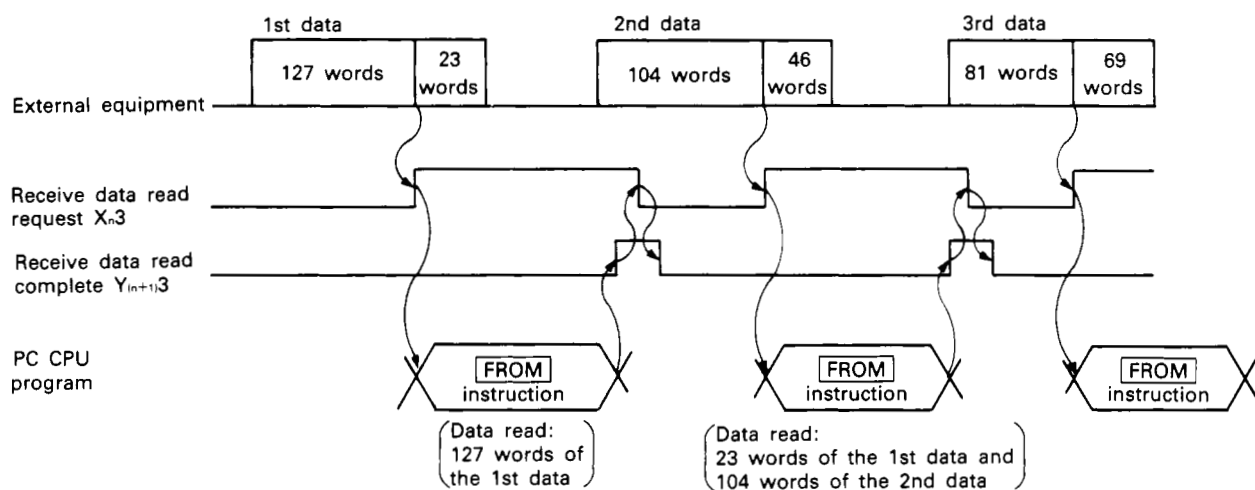 1st data
2nd data
3rd data
127 words
23
words
104 words
46
words
81 words
69
words
External equipment
Receive data read
request Xn3
Receive data read
complete Y(n+1)3
PC CPU
program
FROM
instruction
FROM
instruction
FROM
instruction
(Data read:
127 words of
the 1st data)
(Data read:
23 words of the 1st data and
104 words of the 2nd data)